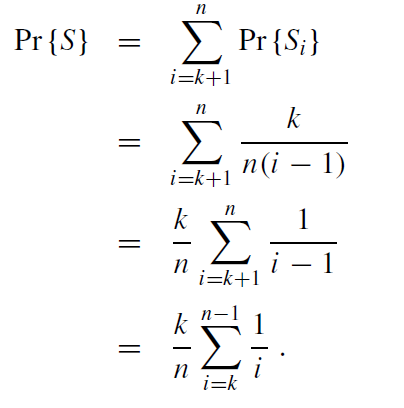 Pr {S} = ∑_{i=k+1}^{n} Pr {S_i}
= ∑_{i=k+1}^{n} k / n(i − 1)
= k/n ∑_{i=k+1}^{n} 1 / i − 1
= k/n ∑_{i=k}^{n−1} 1/i .